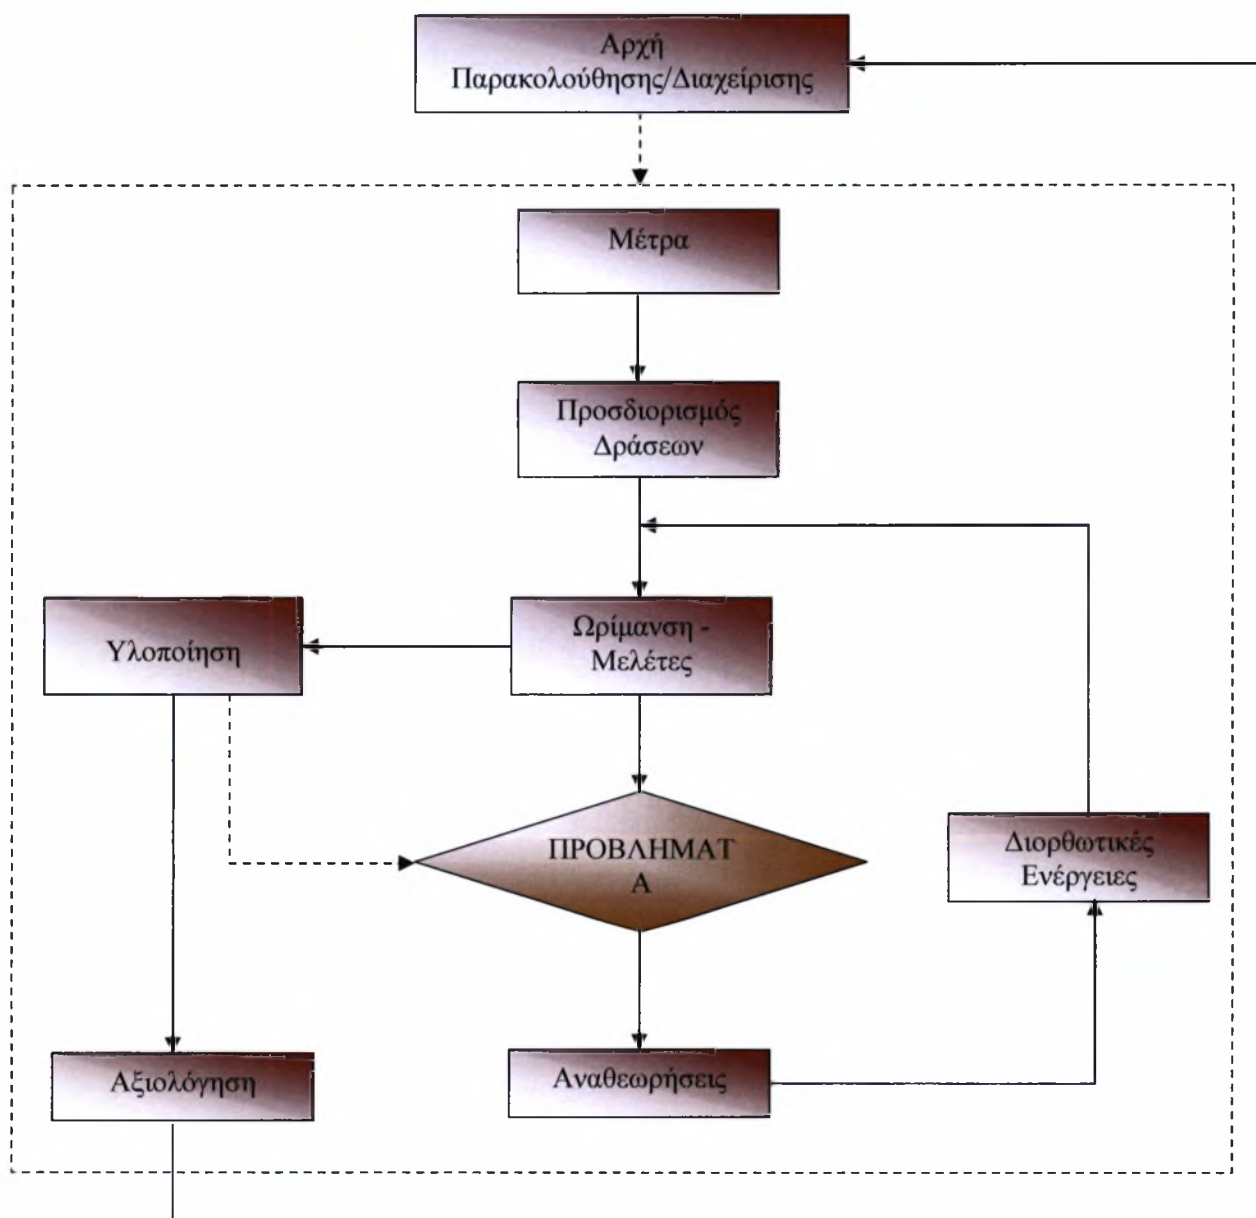 Αρχή
Παρακολούθησης/Διαχείρισης
Μέτρα
Προσδιορισμός
Δράσεων
Υλοποίηση
Ωρίμανση -
Μελέτες
ΠΡΟΒΛΗΜΑΤ
Α
Διορθωτικές
Ενέργειες
Αξιολόγηση
Αναθεωρήσεις